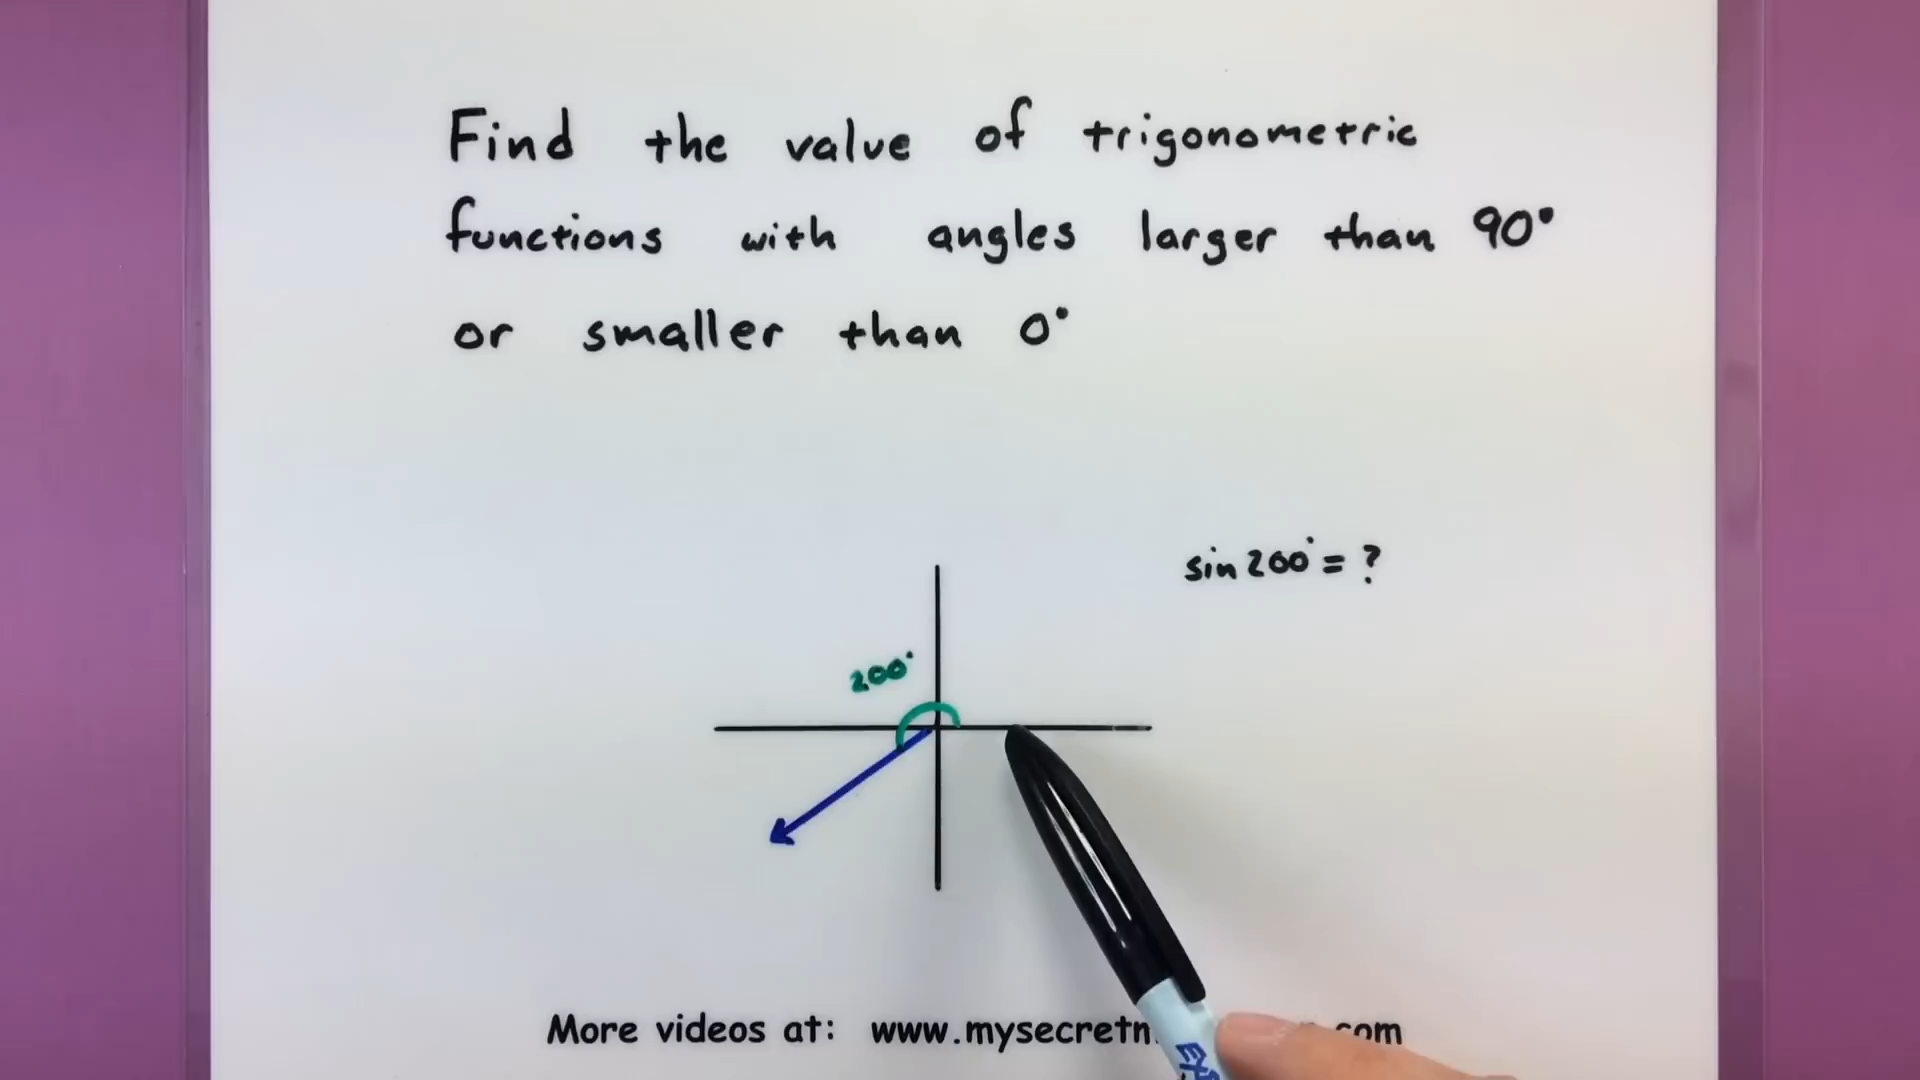 Find the value of trigonometric
functions with angles larger than 90°
or smaller than 0°
sin 200° = ?
200°
More videos at: www.mysecretm
.com